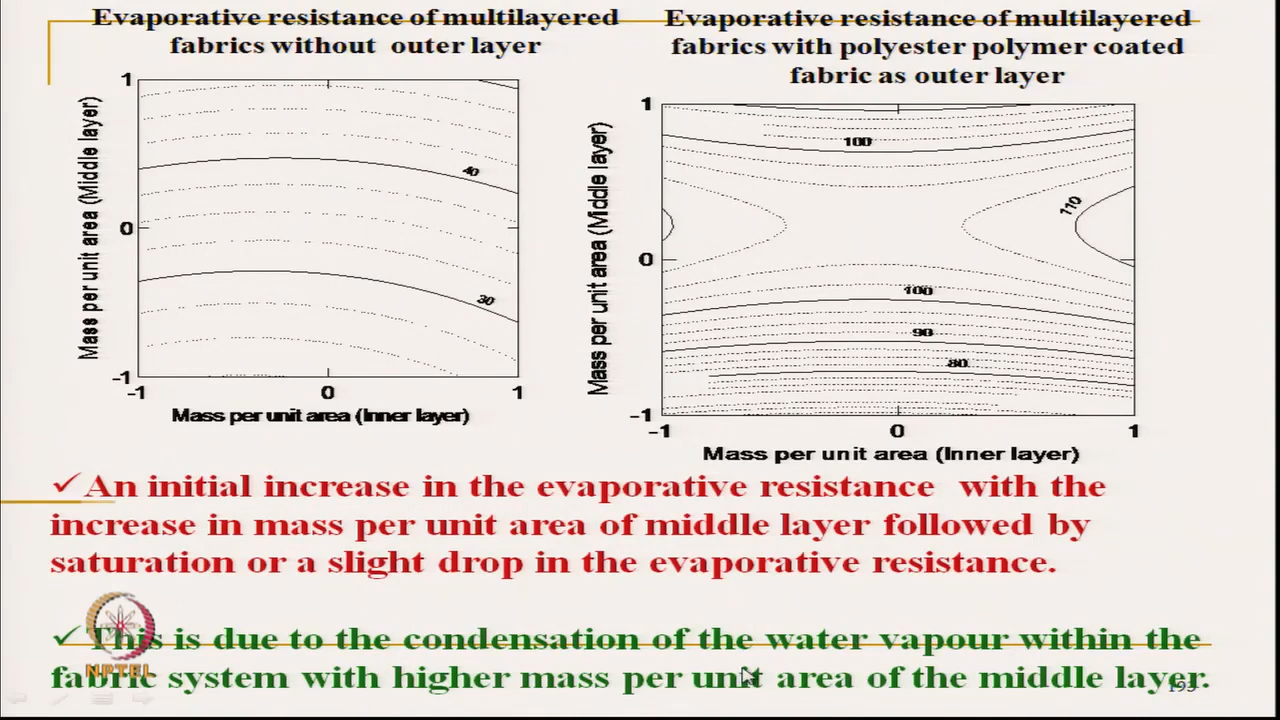 Evaporative resistance of multilayered
fabrics without outer layer
1
0
-1
Mass per unit area (Middle layer)
40
30
-1 0 1
Mass per unit area (Inner layer)
Evaporative resistance of multilayered
fabrics with polyester polymer coated
fabric as outer layer
1
0
-1
Mass per unit area (Middle layer)
100
110
100
90
80
-1 0 1
Mass per unit area (Inner layer)
✓An initial increase in the evaporative resistance with the
increase in mass per unit area of middle layer followed by
saturation or a slight drop in the evaporative resistance.
✓This is due to the condensation of the water vapour within the
fabric system with higher mass per unit area of the middle layer.
NPTEL
193